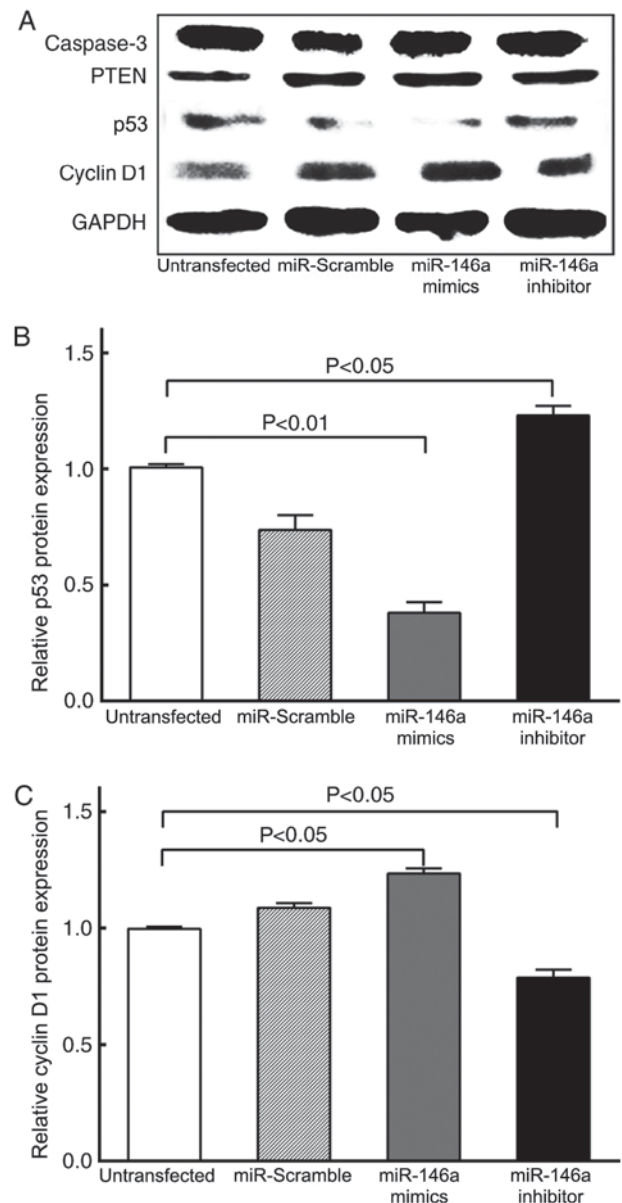 A
Caspase-3
PTEN
p53
Cyclin D1
GAPDH
Untransfected miR-Scramble miR-146a mimics miR-146a inhibitor
B
Relative p53 protein expression
1.5
1.0
0.5
0.0
P<0.05
P<0.01
Untransfected miR-Scramble miR-146a mimics miR-146a inhibitor
C
Relative cyclin D1 protein expression
1.5
1.0
0.5
0.0
P<0.05
P<0.05
Untransfected miR-Scramble miR-146a mimics miR-146a inhibitor